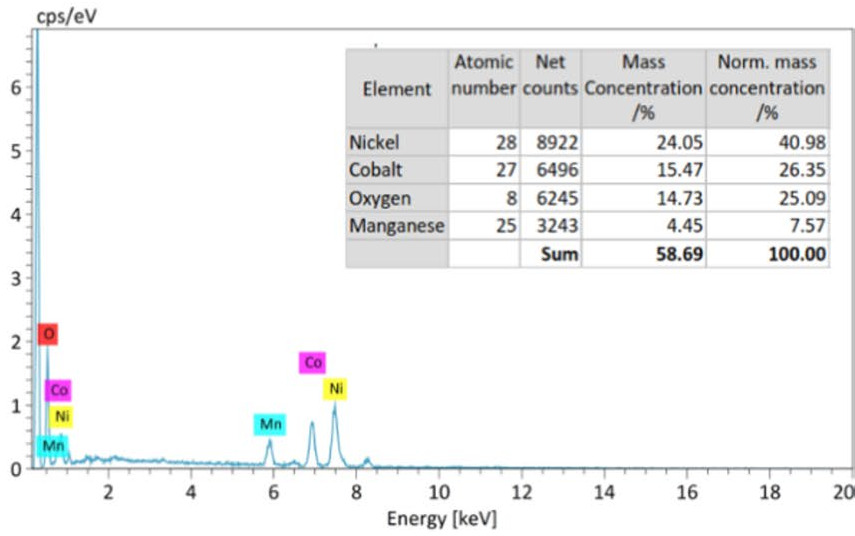 cps/eV
Element Atomic number Net counts Mass Concentration /% Norm. mass concentration /%
Nickel 28 8922 24.05 40.98
Cobalt 27 6496 15.47 26.35
Oxygen 8 6245 14.73 25.09
Manganese 25 3243 4.45 7.57
Sum 58.69 100.00
6
5
4
3
2
1
0
O
Co
Ni
Mn
Mn
Co
Ni
2 4 6 8 10 12 14 16 18 20
Energy [keV]